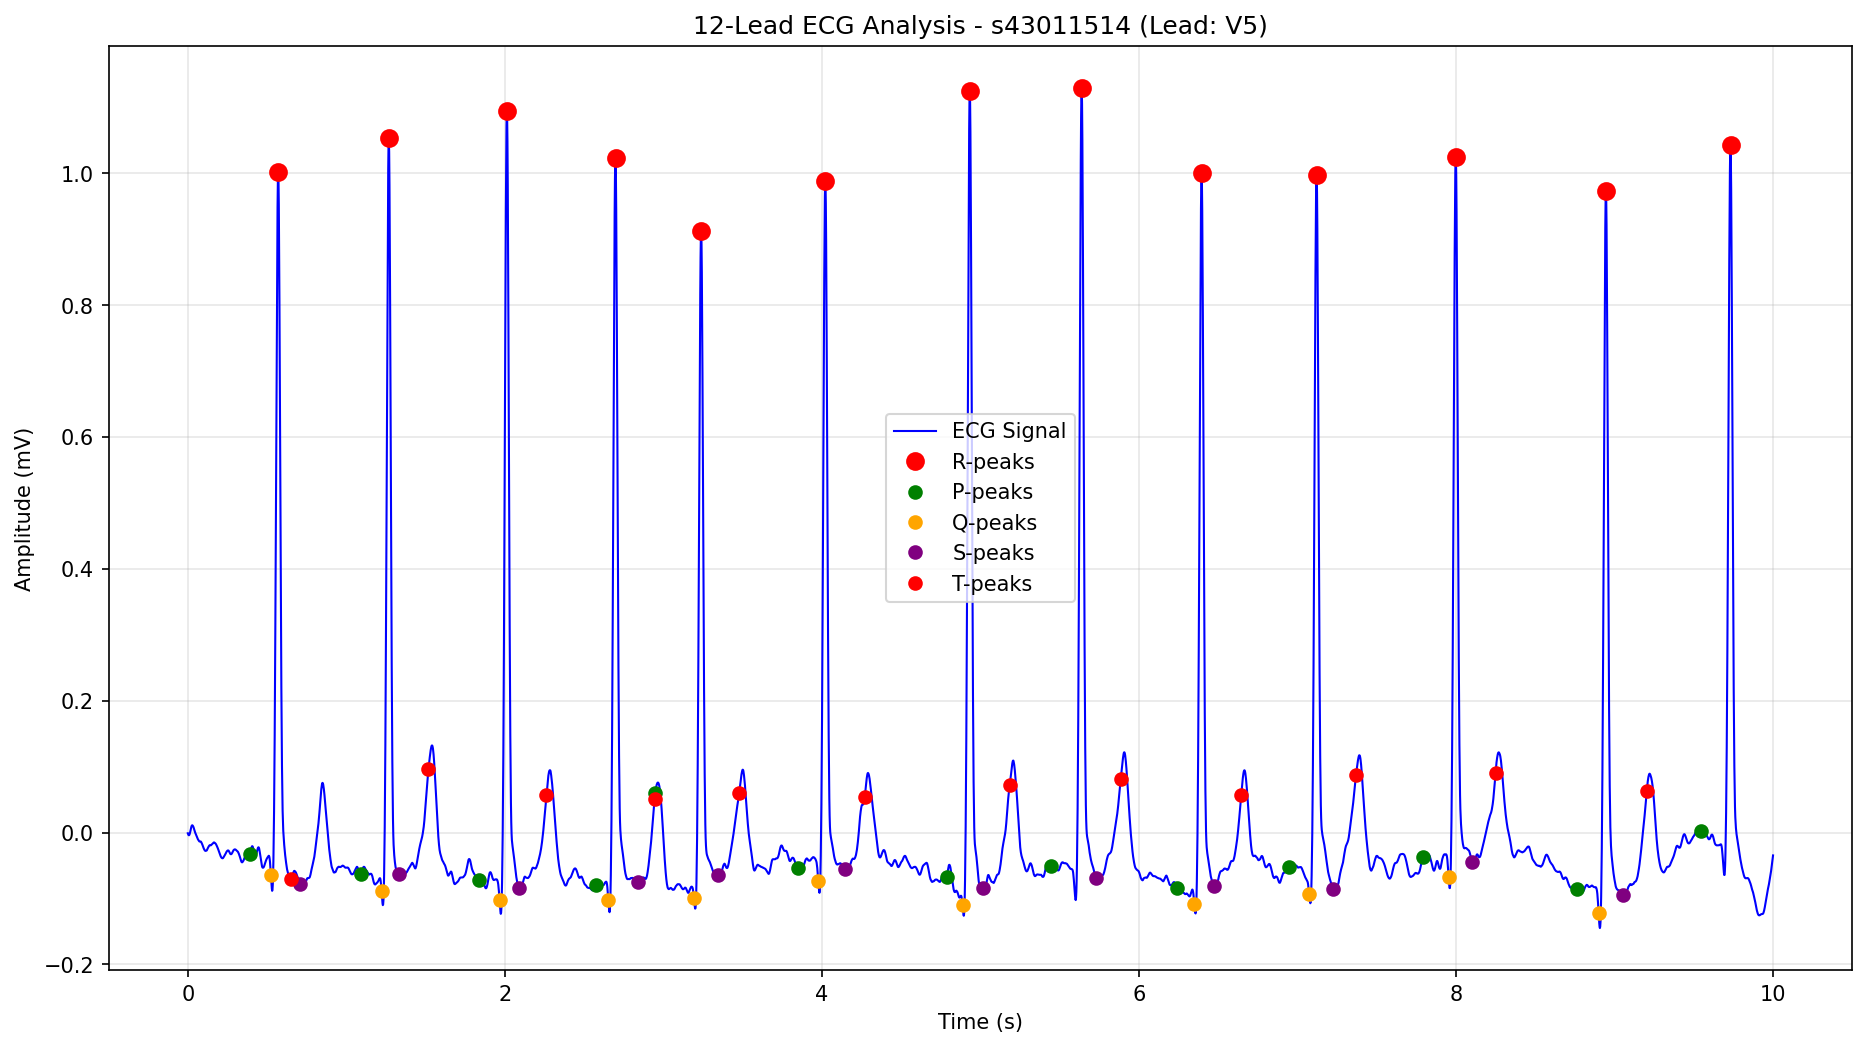 12-Lead ECG Analysis - s43011514 (Lead: V5)
Amplitude (mV)
1.0
0.8
0.6
0.4
0.2
0.0
−0.2
ECG Signal
R-peaks
P-peaks
Q-peaks
S-peaks
T-peaks
0 2 4 6 8 10
Time (s)